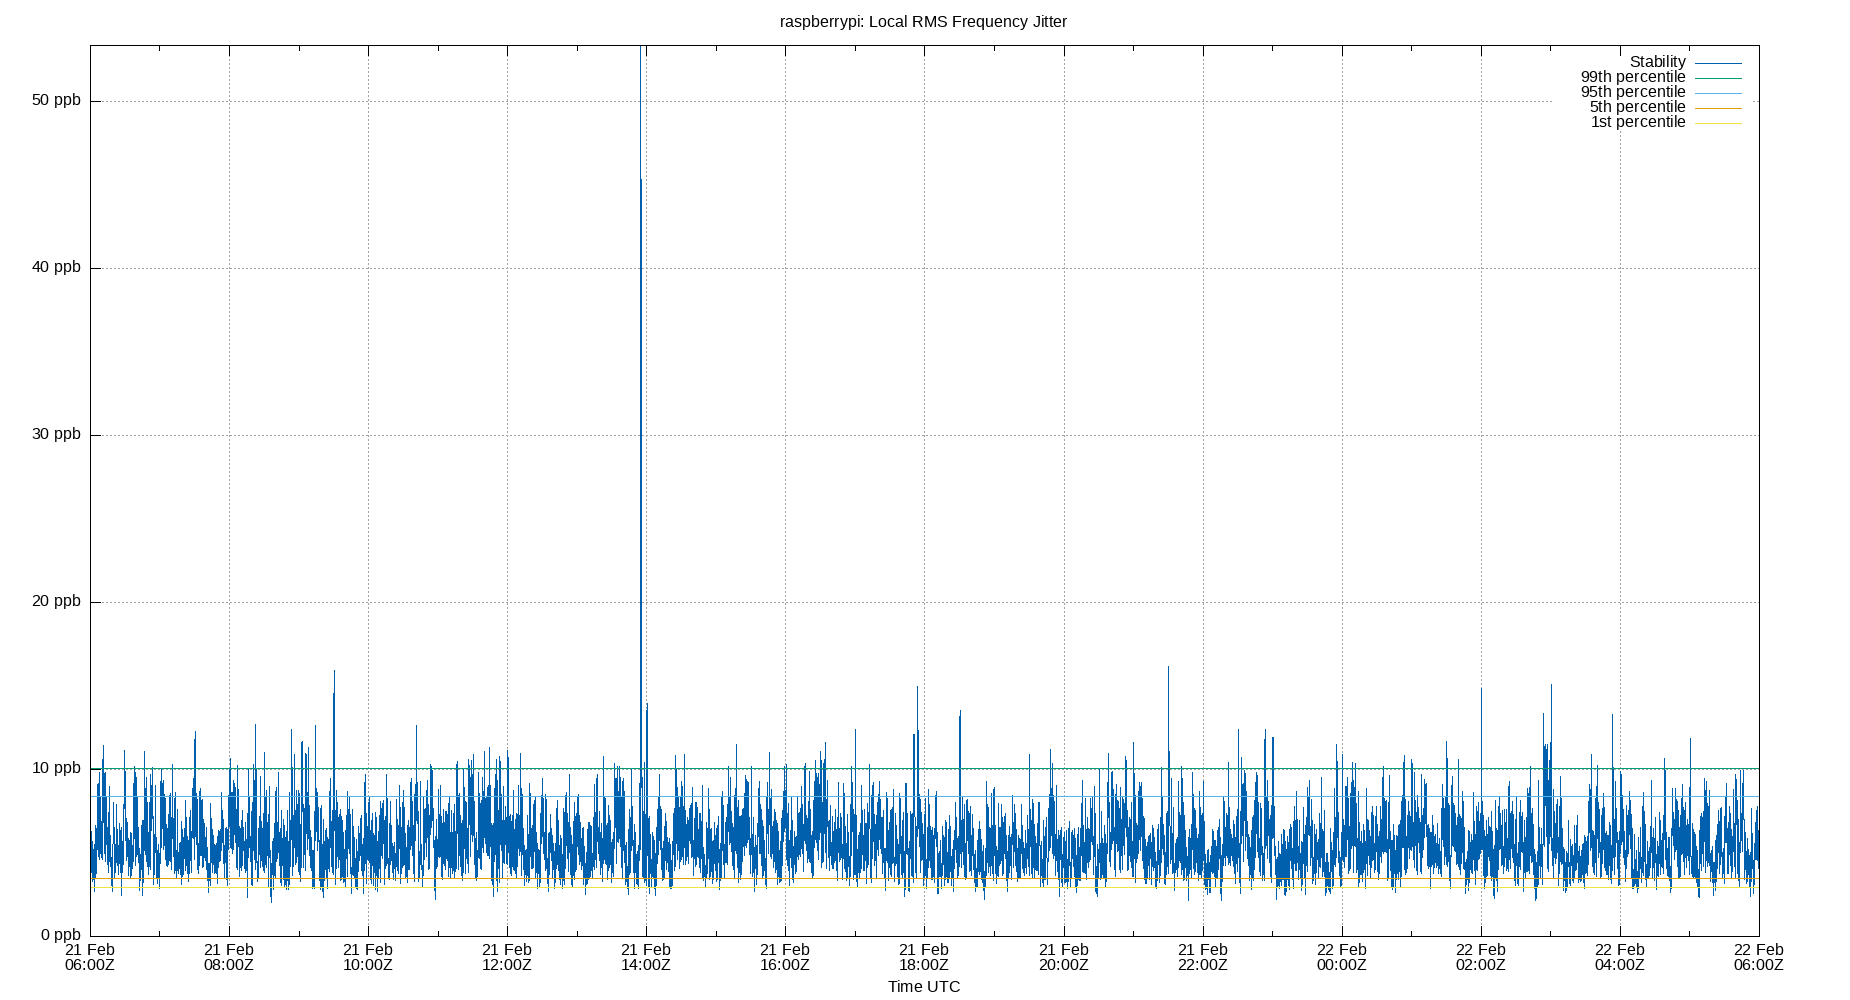 raspberrypi: Local RMS Frequency Jitter
Stability
99th percentile
95th percentile
5th percentile
1st percentile
50 ppb
40 ppb
30 ppb
20 ppb
10 ppb
0 ppb
21 Feb 21 Feb 21 Feb 21 Feb 21 Feb 21 Feb 21 Feb 21 Feb 21 Feb 22 Feb 22 Feb 22 Feb 22 Feb
06:00Z 08:00Z 10:00Z 12:00Z 14:00Z 16:00Z 18:00Z 20:00Z 22:00Z 00:00Z 02:00Z 04:00Z 06:00Z
Time UTC